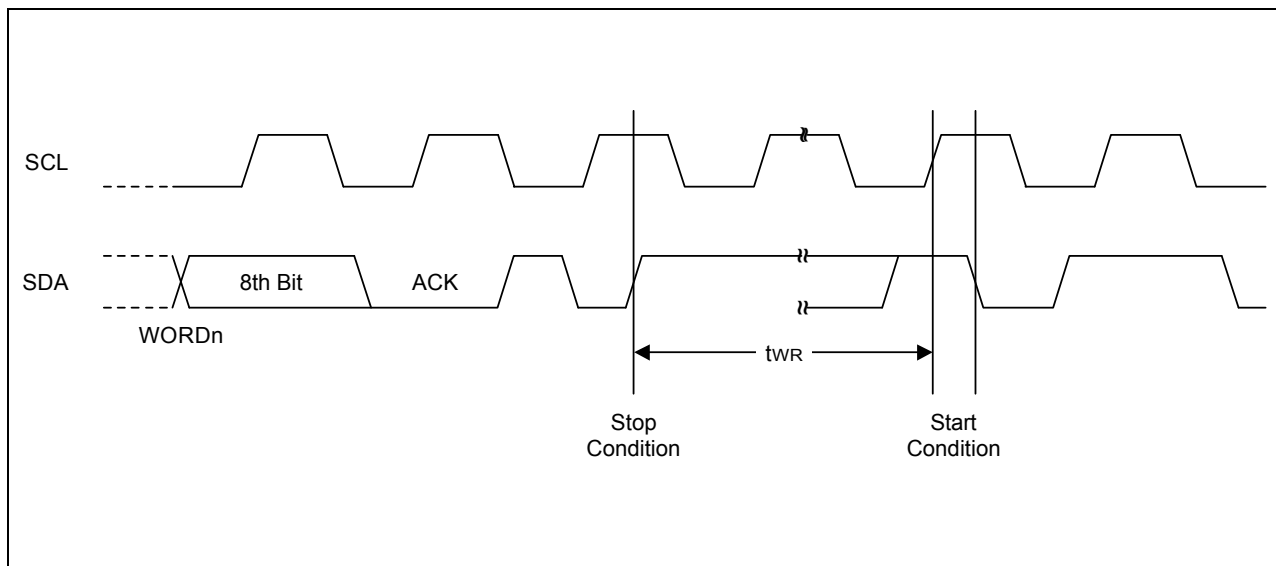 SCL
SDA
8th Bit
ACK
WORDn
tWR
Stop
Condition
Start
Condition